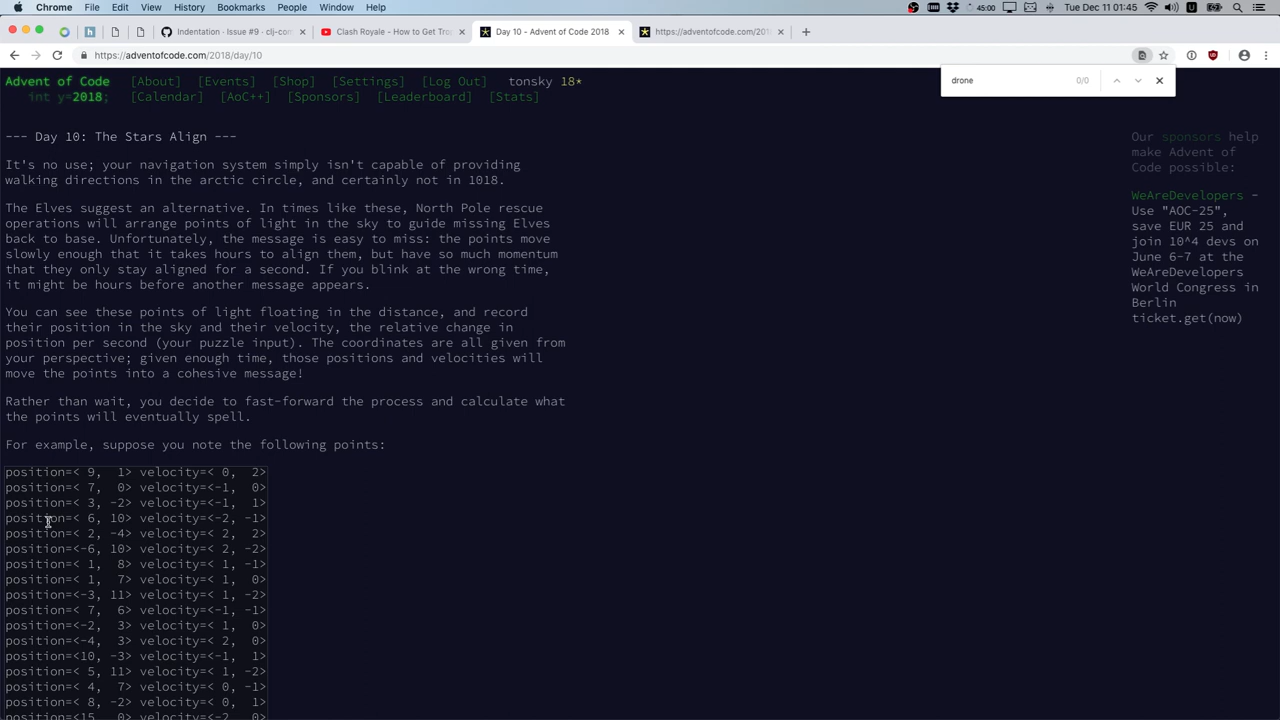 Chrome File Edit View History Bookmarks People Window Help 45:00 Tue Dec 11 01:45
Indentation · Issue #9 · clj-con Clash Royale - How to Get Tro Day 10 - Advent of Code 2018 https://adventofcode.com/201
https://adventofcode.com/2018/day/10
drone 0/0
Advent of Code [About] [Events] [Shop] [Settings] [Log Out] tonsky 18*
int y=2018; [Calendar] [AoC++] [Sponsors] [Leaderboard] [Stats]
--- Day 10: The Stars Align ---
It's no use; your navigation system simply isn't capable of providing
walking directions in the arctic circle, and certainly not in 1018.
The Elves suggest an alternative. In times like these, North Pole rescue
operations will arrange points of light in the sky to guide missing Elves
back to base. Unfortunately, the message is easy to miss: the points move
slowly enough that it takes hours to align them, but have so much momentum
that they only stay aligned for a second. If you blink at the wrong time,
it might be hours before another message appears.
You can see these points of light floating in the distance, and record
their position in the sky and their velocity, the relative change in
position per second (your puzzle input). The coordinates are all given from
your perspective; given enough time, those positions and velocities will
move the points into a cohesive message!
Rather than wait, you decide to fast-forward the process and calculate what
the points will eventually spell.
For example, suppose you note the following points:
position=< 9,  1> velocity=< 0,  2>
position=< 7,  0> velocity=<-1,  0>
position=< 3, -2> velocity=<-1,  1>
position=< 6, 10> velocity=<-2, -1>
position=< 2, -4> velocity=< 2,  2>
position=<-6, 10> velocity=< 2, -2>
position=< 1,  8> velocity=< 1, -1>
position=< 1,  7> velocity=< 1,  0>
position=<-3, 11> velocity=< 1, -2>
position=< 7,  6> velocity=<-1, -1>
position=<-2,  3> velocity=< 1,  0>
position=<-4,  3> velocity=< 2,  0>
position=<10, -3> velocity=<-1,  1>
position=< 5, 11> velocity=< 1, -2>
position=< 4,  7> velocity=< 0, -1>
position=< 8, -2> velocity=< 0,  1>
position=<15,  0> velocity=<-2,  0>
Our sponsors help
make Advent of
Code possible:
WeAreDevelopers -
Use "AOC-25",
save EUR 25 and
join 10^4 devs on
June 6-7 at the
WeAreDevelopers
World Congress in
Berlin
ticket.get(now)